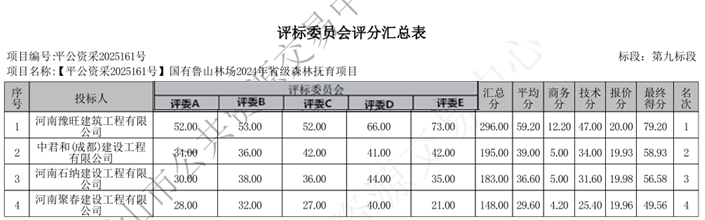 评标委员会评分汇总表
项目编号:平公资采2025161号 标段: 第九标段
项目名称:【平公资采2025161号】国有鲁山林场2024年省级森林抚育项目
序号 投标人 评标委员会 汇总分 平均分 商务分 技术分 报价分 最终得分 名次
评委A 评委B 评委C 评委D 评委E
1 河南豫旺建筑工程有限公司 52.00 53.00 52.00 66.00 73.00 296.00 59.20 12.20 47.00 20.00 79.20 1
2 中君和(成都)建设工程有限公司 34.00 36.00 42.00 41.00 42.00 195.00 39.00 5.00 34.00 19.93 58.93 2
3 河南石纳建设工程有限公司 30.00 38.00 36.00 44.00 35.00 183.00 36.60 5.00 31.60 19.98 56.58 3
4 河南聚春建设工程有限公司 28.00 32.00 27.00 40.00 21.00 148.00 29.60 4.20 25.40 19.96 49.56 4